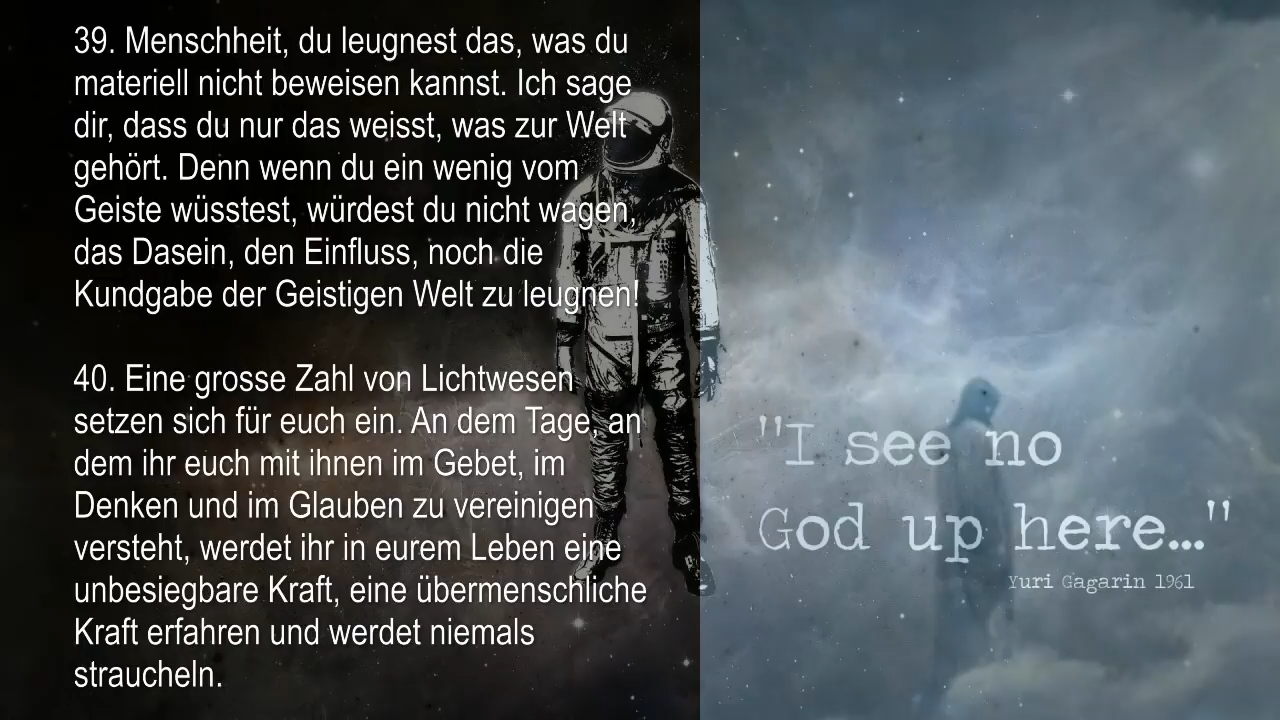 39. Menschheit, du leugnest das, was du
materiell nicht beweisen kannst. Ich sage
dir, dass du nur das weisst, was zur Welt
gehört. Denn wenn du ein wenig vom
Geiste wüsstest, würdest du nicht wagen,
das Dasein, den Einfluss, noch die
Kundgabe der Geistigen Welt zu leugnen!
40. Eine grosse Zahl von Lichtwesen
setzen sich für euch ein. An dem Tage, an
dem ihr euch mit ihnen im Gebet, im
Denken und im Glauben zu vereinigen
versteht, werdet ihr in eurem Leben eine
unbesiegbare Kraft, eine übermenschliche
Kraft erfahren und werdet niemals
straucheln.
"I see no
God up here..."
Yuri Gagarin 1961